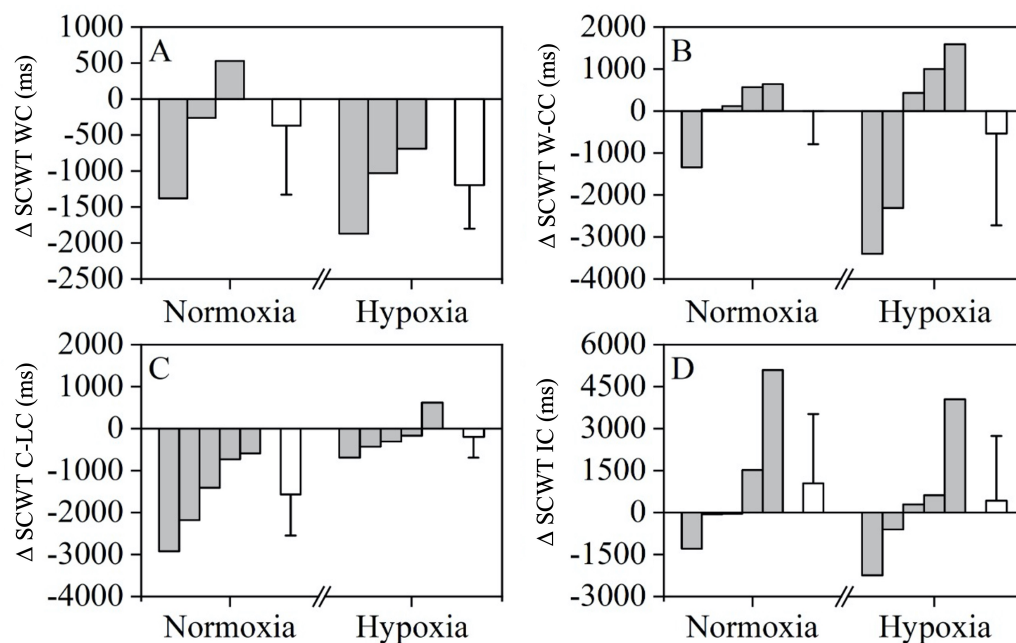 1000
500
0
-500
-1000
-1500
-2000
-2500
Δ SCWT WC (ms)
A
Normoxia
Hypoxia
2000
1000
0
-1000
-2000
-3000
-4000
Δ SCWT W-CC (ms)
B
Normoxia
Hypoxia
2000
1000
0
-1000
-2000
-3000
-4000
Δ SCWT C-LC (ms)
C
Normoxia
Hypoxia
6000
4500
3000
1500
0
-1500
-3000
Δ SCWT IC (ms)
D
Normoxia
Hypoxia